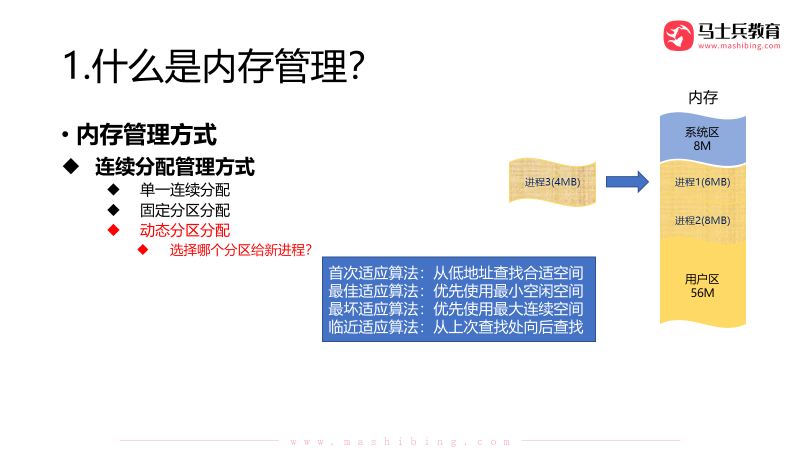 马士兵教育
www.mashibing.com
1.什么是内存管理？
• 内存管理方式
◆ 连续分配管理方式
◆ 单一连续分配
◆ 固定分区分配
◆ 动态分区分配
◆ 选择哪个分区给新进程？
首次适应算法：从低地址查找合适空间
最佳适应算法：优先使用最小空闲空间
最坏适应算法：优先使用最大连续空间
临近适应算法：从上次查找处向后查找
进程3(4MB)
内存
系统区
8M
进程1(6MB)
进程2(8MB)
用户区
56M
www.mashibing.com